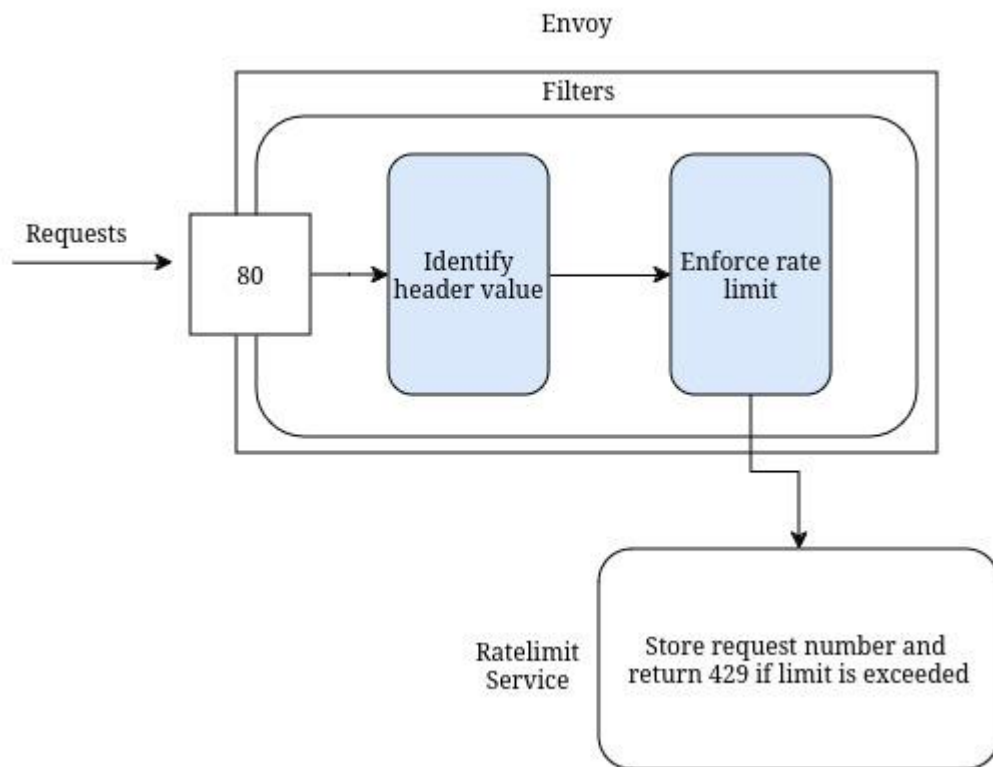 Envoy
Filters
Requests
80
Identify
header value
Enforce rate
limit
Ratelimit
Service
Store request number and
return 429 if limit is exceeded